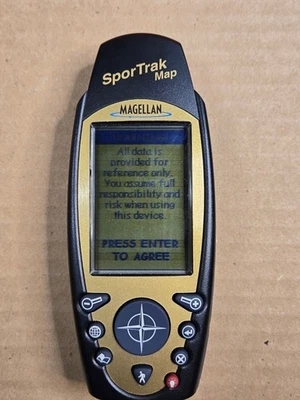 SporTrak
Map
MAGELLAN
All data is
provided for
reference only.
You assume full
responsibility and
risk when using
this device.
PRESS ENTER
TO AGREE